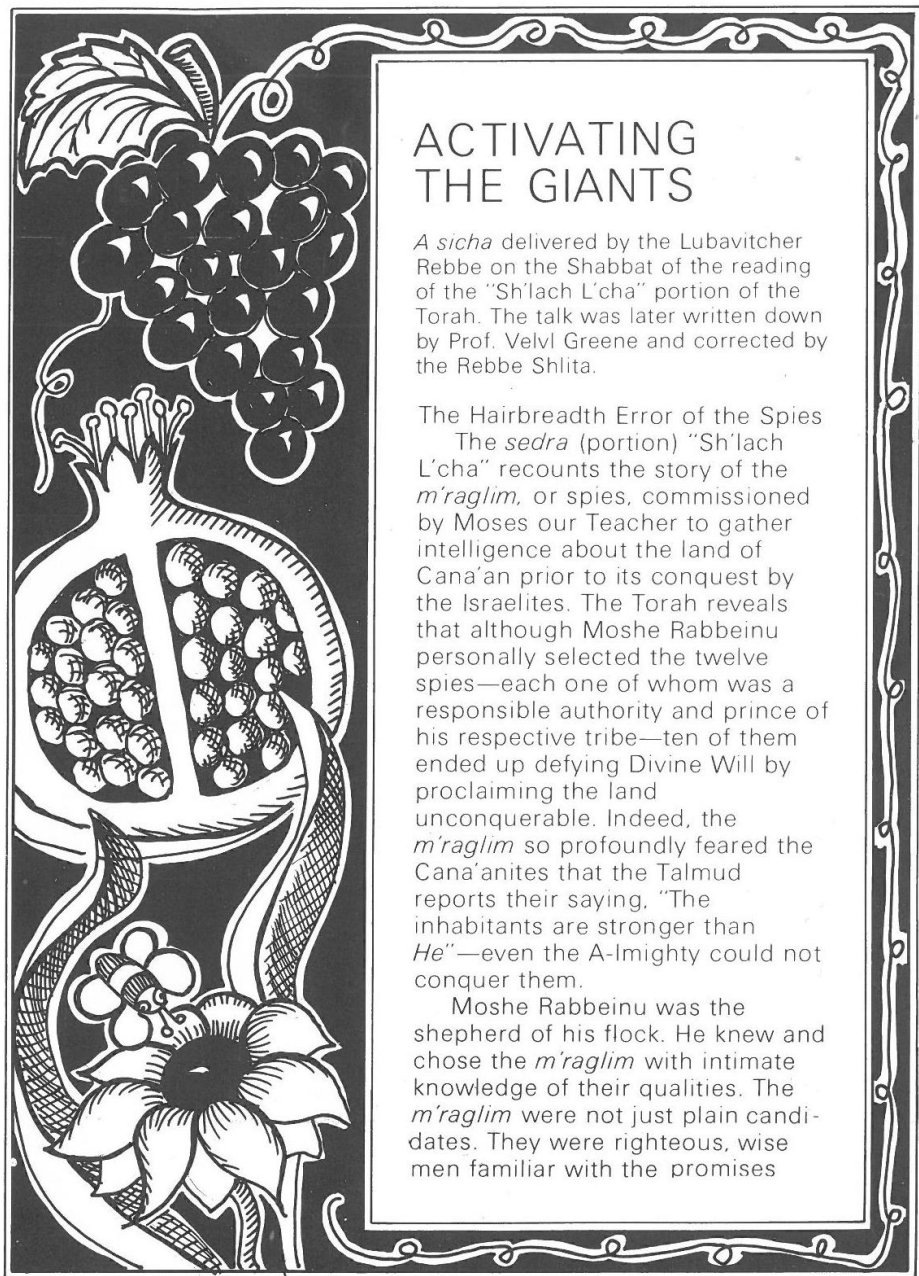 ACTIVATING
THE GIANTS
A sicha delivered by the Lubavitcher
Rebbe on the Shabbat of the reading
of the "Sh'lach L'cha" portion of the
Torah. The talk was later written down
by Prof. Velvl Greene and corrected by
the Rebbe Shlita.
The Hairbreadth Error of the Spies
The sedra (portion) "Sh'lach
L'cha" recounts the story of the
m'raglim, or spies, commissioned
by Moses our Teacher to gather
intelligence about the land of
Cana'an prior to its conquest by
the Israelites. The Torah reveals
that although Moshe Rabbeinu
personally selected the twelve
spies—each one of whom was a
responsible authority and prince of
his respective tribe—ten of them
ended up defying Divine Will by
proclaiming the land
unconquerable. Indeed, the
m'raglim so profoundly feared the
Cana'anites that the Talmud
reports their saying, "The
inhabitants are stronger than
He"—even the A-lmighty could not
conquer them.
Moshe Rabbeinu was the
shepherd of his flock. He knew and
chose the m'raglim with intimate
knowledge of their qualities. The
m'raglim were not just plain candi-
dates. They were righteous, wise
men familiar with the promises